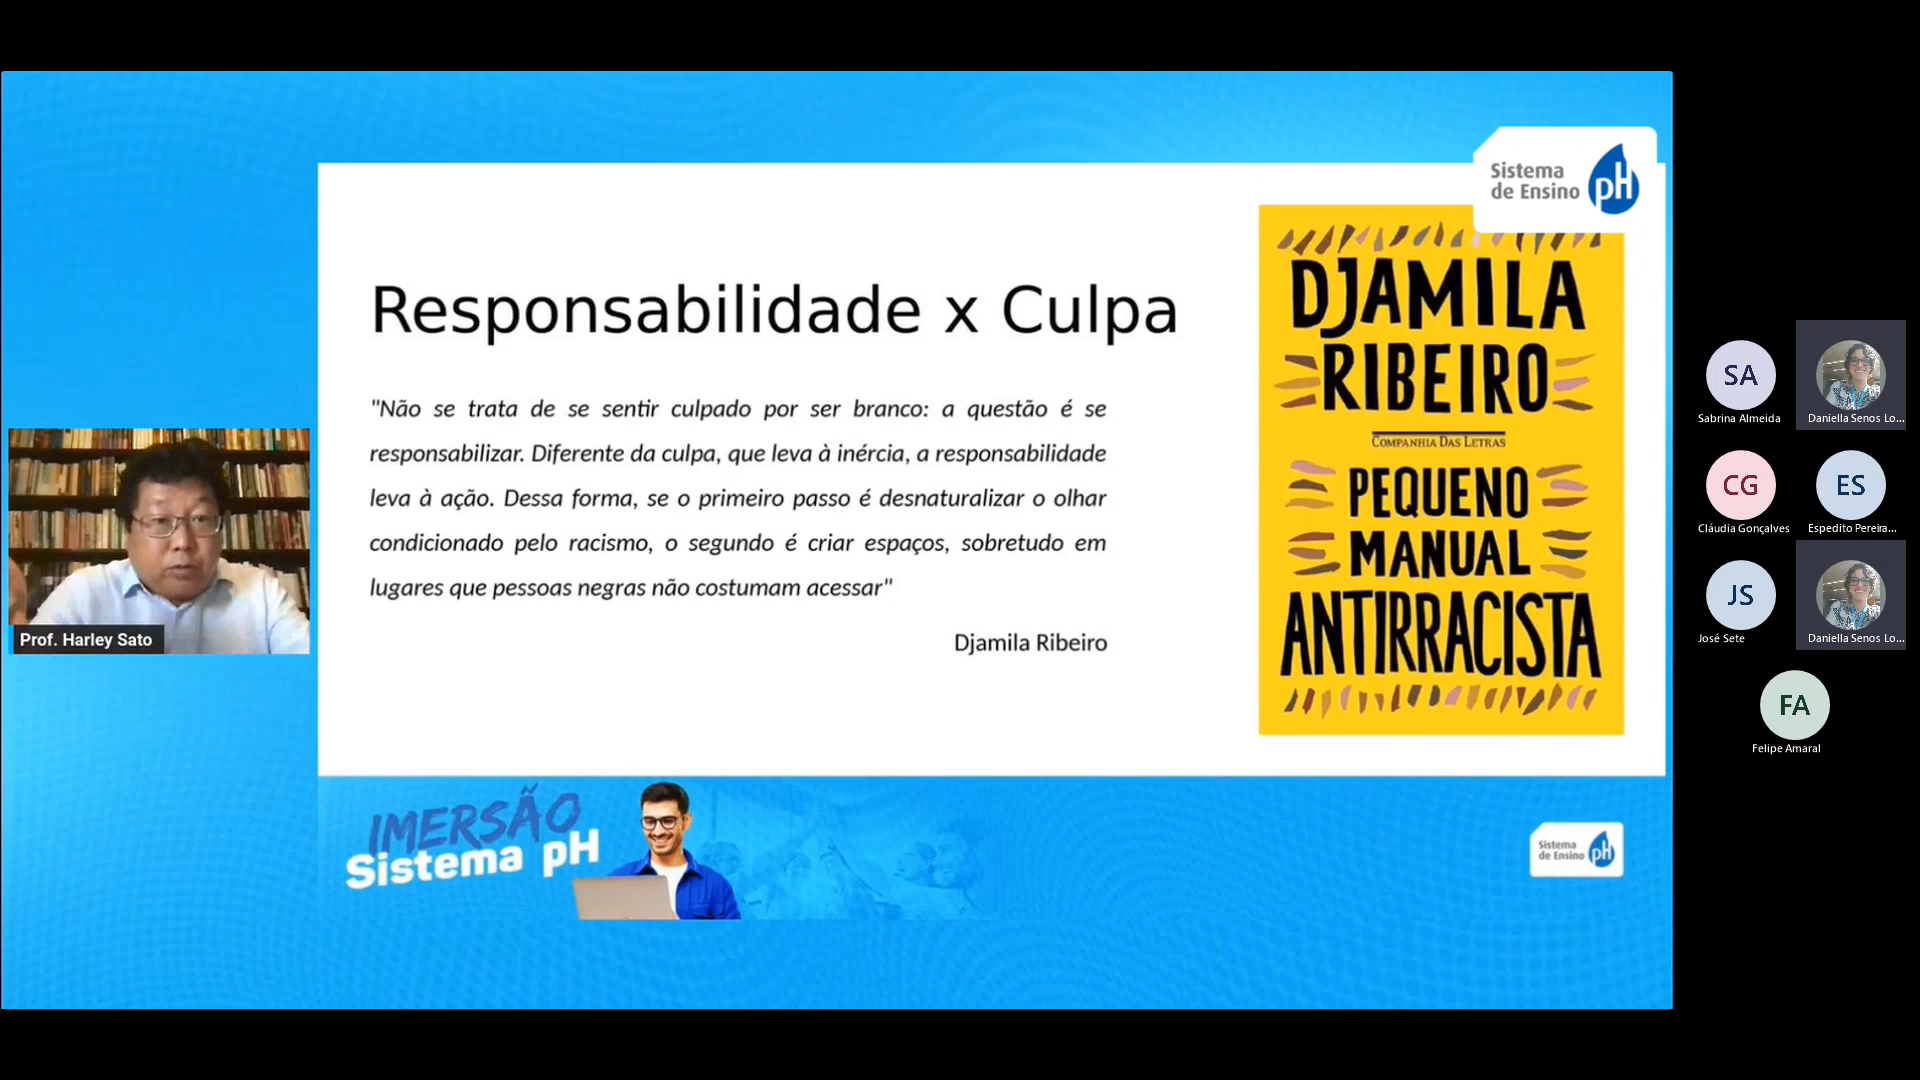 Sistema
de Ensino
pH
Responsabilidade x Culpa
"Não se trata de se sentir culpado por ser branco: a questão é se
responsabilizar. Diferente da culpa, que leva à inércia, a responsabilidade
leva à ação. Dessa forma, se o primeiro passo é desnaturalizar o olhar
condicionado pelo racismo, o segundo é criar espaços, sobretudo em
lugares que pessoas negras não costumam acessar"
Djamila Ribeiro
DJAMILA
RIBEIRO
COMPANHIA DAS LETRAS
PEQUENO
MANUAL
ANTIRRACISTA
Prof. Harley Sato
IMERSÃO
Sistema pH
Sistema
de Ensino
pH
SA
Sabrina Almeida
Daniella Senos Lo...
CG
Cláudia Gonçalves
ES
Espedito Pereira...
JS
José Sete
Daniella Senos Lo...
FA
Felipe Amaral